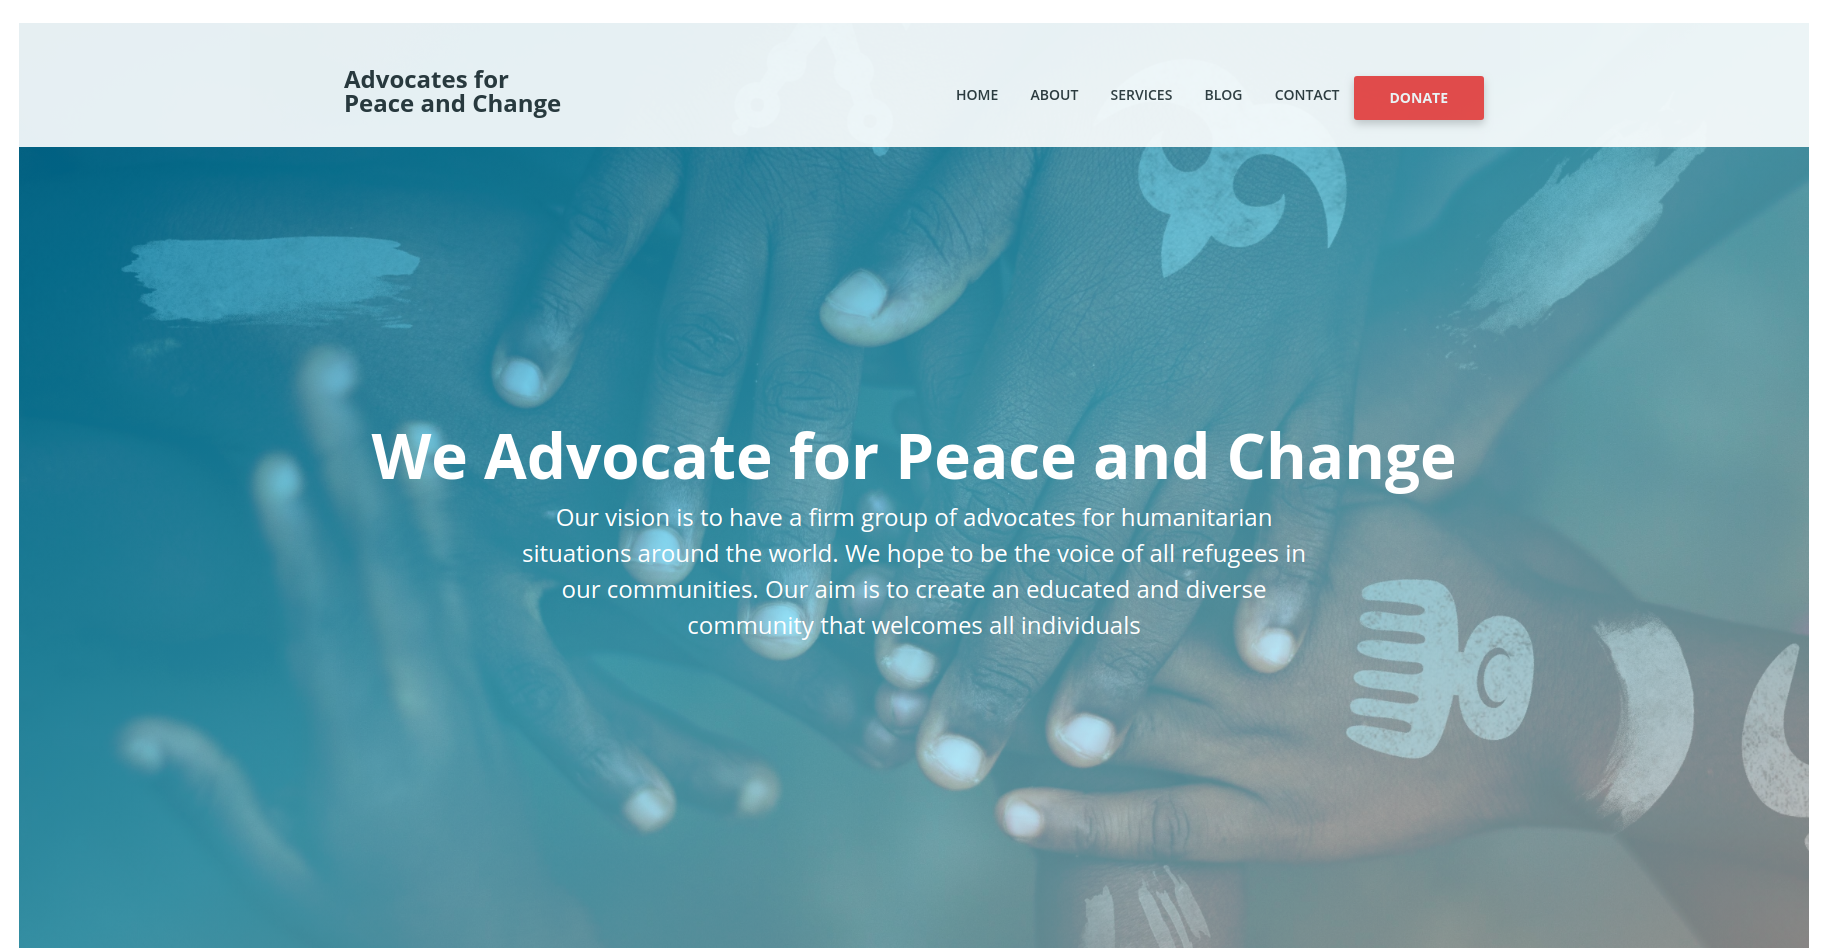 Advocates for
Peace and Change
HOME ABOUT SERVICES BLOG CONTACT DONATE
We Advocate for Peace and Change
Our vision is to have a firm group of advocates for humanitarian
situations around the world. We hope to be the voice of all refugees in
our communities. Our aim is to create an educated and diverse
community that welcomes all individuals